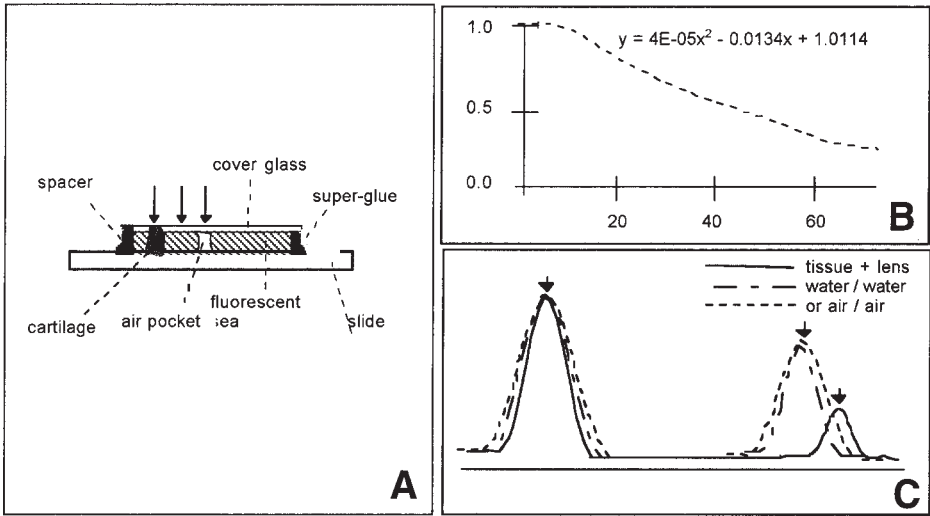 cover glass
spacer
super-glue
fluorescent
cartilage
air pocket
sea
slide
A
1.0
y = 4E-05x² - 0.0134x + 1.0114
0.5
0.0
20
40
60
B
tissue + lens
water / water
or air / air
C